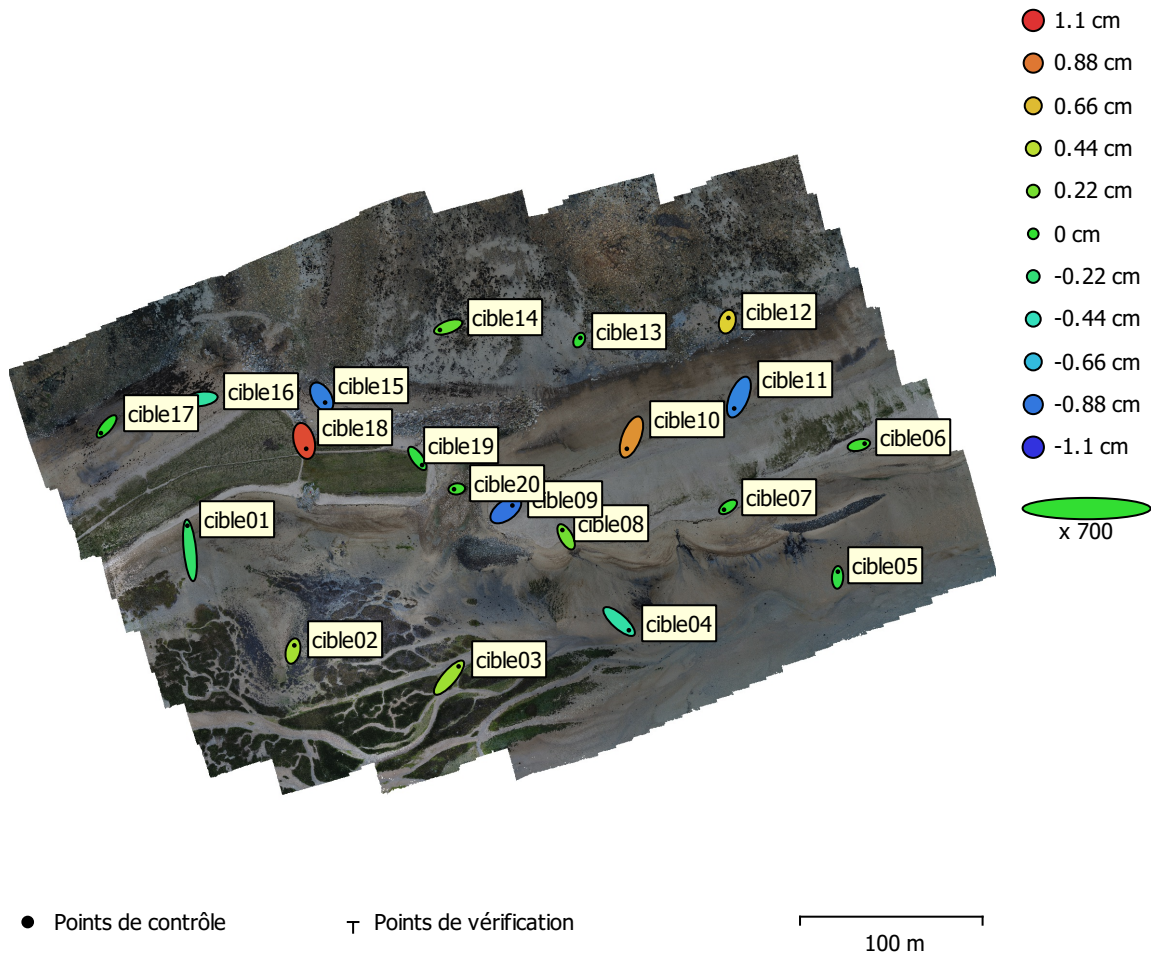 1.1 cm
0.88 cm
0.66 cm
0.44 cm
0.22 cm
0 cm
-0.22 cm
-0.44 cm
-0.66 cm
-0.88 cm
-1.1 cm
x 700
cible14
cible13
cible12
cible17
cible16
cible15
cible11
cible18
cible10
cible19
cible06
cible20
cible09
cible07
cible01
cible08
cible05
cible02
cible03
cible04
Points de contrôle
Points de vérification
100 m